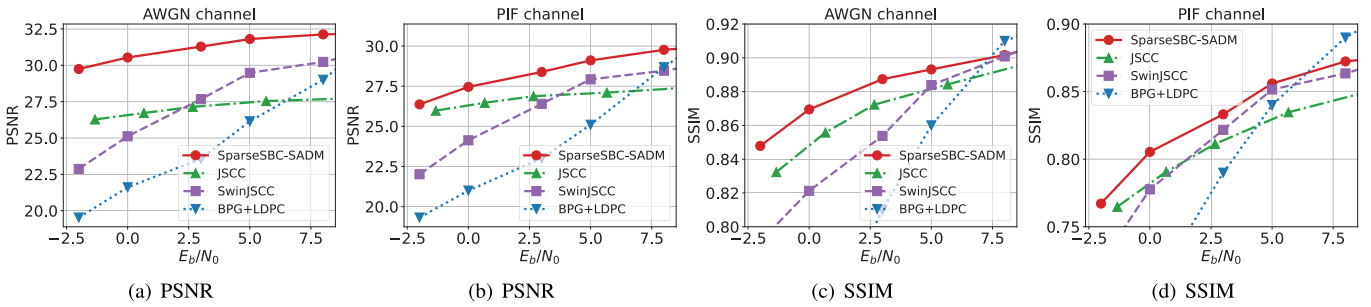 AWGN channel
PSNR
32.5
30.0
27.5
25.0
22.5
20.0
SparseSBC-SADM
JSCC
SwinJSCC
BPG+LDPC
−2.5 0.0 2.5 5.0 7.5
E_b/N_0
(a) PSNR
PIF channel
PSNR
30.0
27.5
25.0
22.5
20.0
SparseSBC-SADM
JSCC
SwinJSCC
BPG+LDPC
−2.5 0.0 2.5 5.0 7.5
E_b/N_0
(b) PSNR
AWGN channel
SSIM
0.92
0.90
0.88
0.86
0.84
0.82
0.80
SparseSBC-SADM
JSCC
SwinJSCC
BPG+LDPC
−2.5 0.0 2.5 5.0 7.5
E_b/N_0
(c) SSIM
PIF channel
SSIM
0.90
0.85
0.80
0.75
SparseSBC-SADM
JSCC
SwinJSCC
BPG+LDPC
−2.5 0.0 2.5 5.0 7.5
E_b/N_0
(d) SSIM